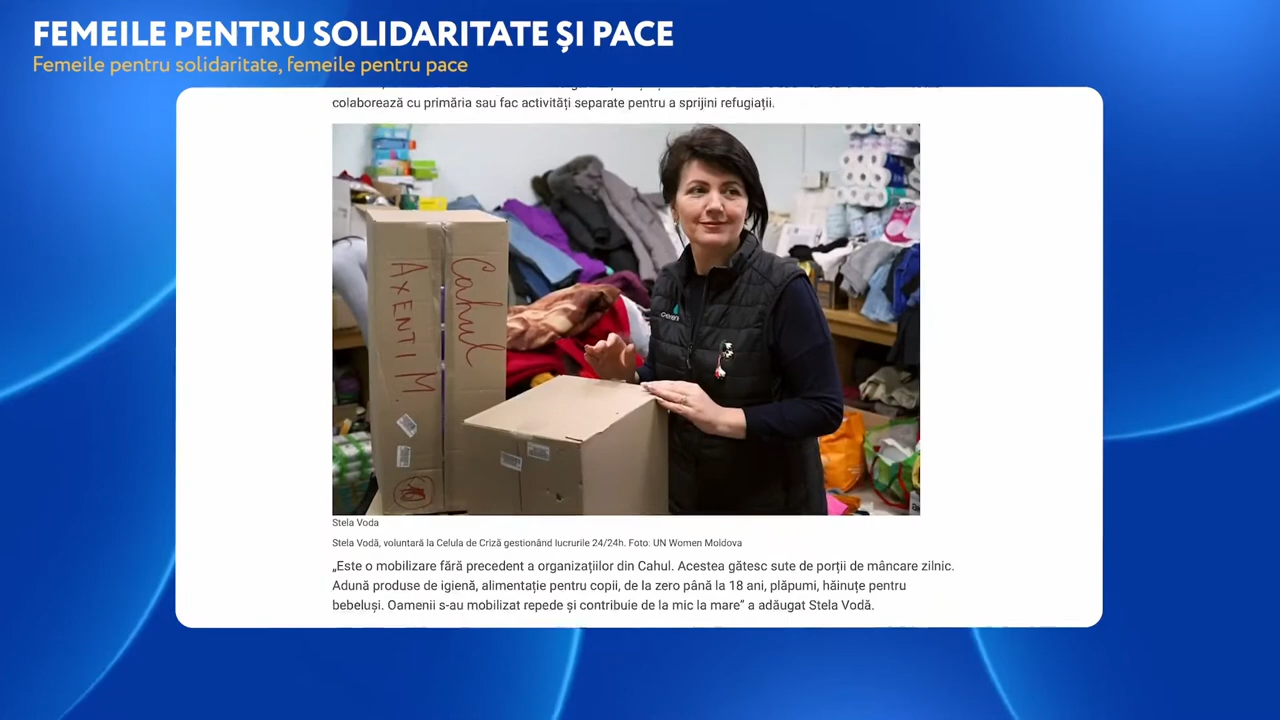 FEMEILE PENTRU SOLIDARITATE ȘI PACE
Femeile pentru solidaritate, femeile pentru pace
colaborează cu primăria sau fac activități separate pentru a sprijini refugiații.
Cahul
AXENTI M.
Stela Voda
Stela Vodă, voluntară la Celula de Criză gestionând lucrurile 24/24h. Foto: UN Women Moldova
„Este o mobilizare fără precedent a organizațiilor din Cahul. Acestea gătesc sute de porții de mâncare zilnic.
Adună produse de igienă, alimentație pentru copii, de la zero până la 18 ani, plăpumi, hăinuțe pentru
bebeluși. Oamenii s-au mobilizat repede și contribuie de la mic la mare” a adăugat Stela Vodă.